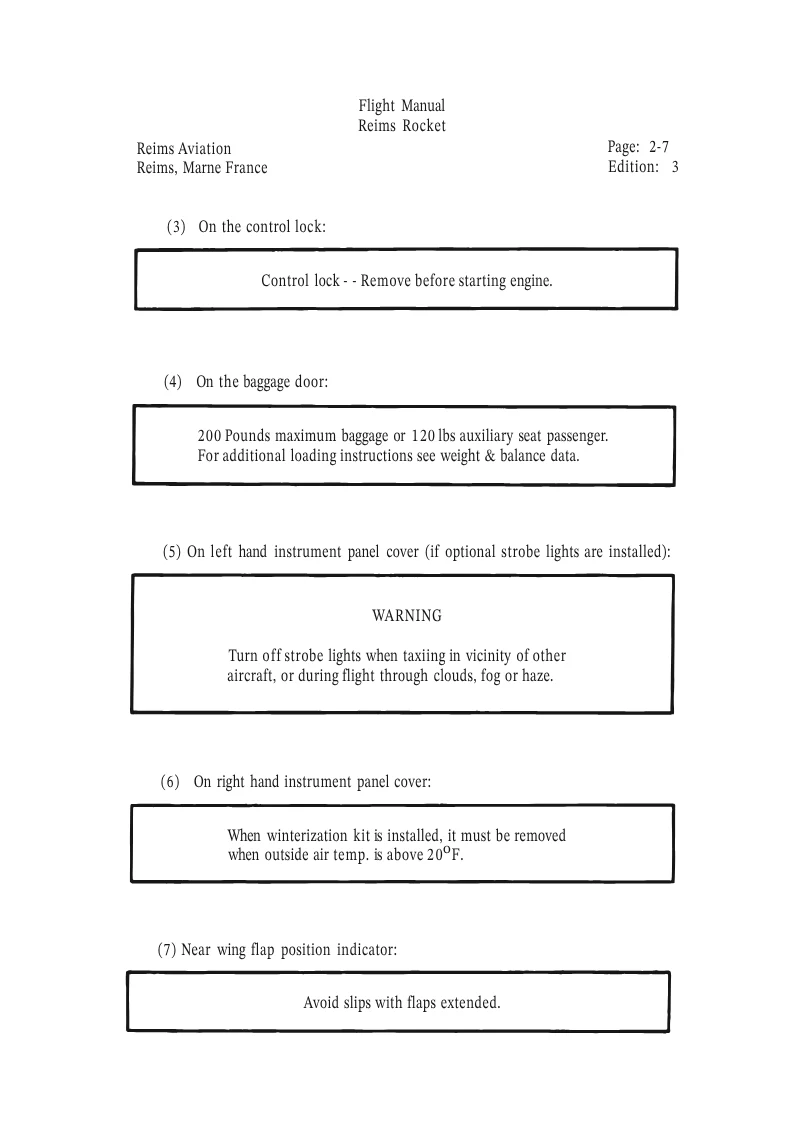 Flight Manual
Reims Rocket
Reims Aviation
Reims, Marne France
Page: 2-7
Edition: 3
(3) On the control lock:
Control lock - - Remove before starting engine.
(4) On the baggage door:
200 Pounds maximum baggage or 120 lbs auxiliary seat passenger.
For additional loading instructions see weight & balance data.
(5) On left hand instrument panel cover (if optional strobe lights are installed):
WARNING
Turn off strobe lights when taxiing in vicinity of other
aircraft, or during flight through clouds, fog or haze.
(6) On right hand instrument panel cover:
When winterization kit is installed, it must be removed
when outside air temp. is above 20ºF.
(7) Near wing flap position indicator:
Avoid slips with flaps extended.